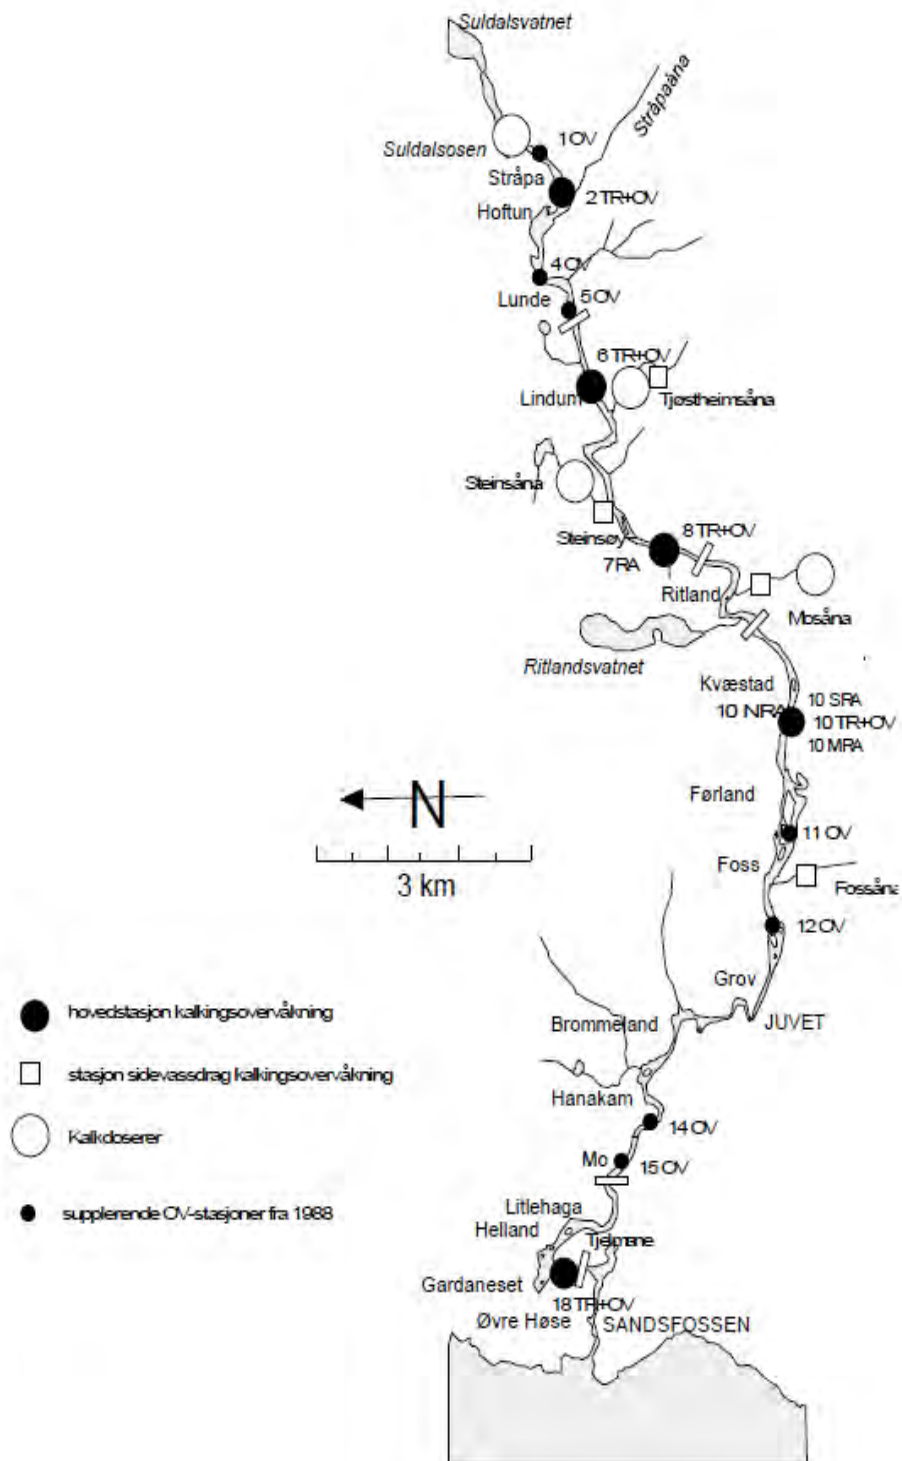 Suldalsvatnet
Stråpaåna
1 OV
Suldalsosen
Stråpa
2 TR+OV
Hoftun
4 OV
Lunde
5 OV
6 TR+OV
Lindum
Tjøstheimsåna
Steinsåna
8 TR+OV
Steinsøy
7 RA
Ritland
Mosåna
Ritlandsvatnet
Kvæstad
10 SRA
10 NRA
10 TR+OV
10 MRA
N
Førland
11 OV
Foss
3 km
Fossåna
12 OV
Grov
hovedstasjon kalkingsovervåkning
Brommeland
JUVET
stasjon sidevassdrag kalkingsovervåkning
Hanakam
14 OV
Kalkdoserer
Mo
15 OV
Litlehaga
supplerende OV-stasjoner fra 1988
Helland
Tjelmane
Gardaneset
18 TR+OV
Øvre Høse
SANDSFOSSEN